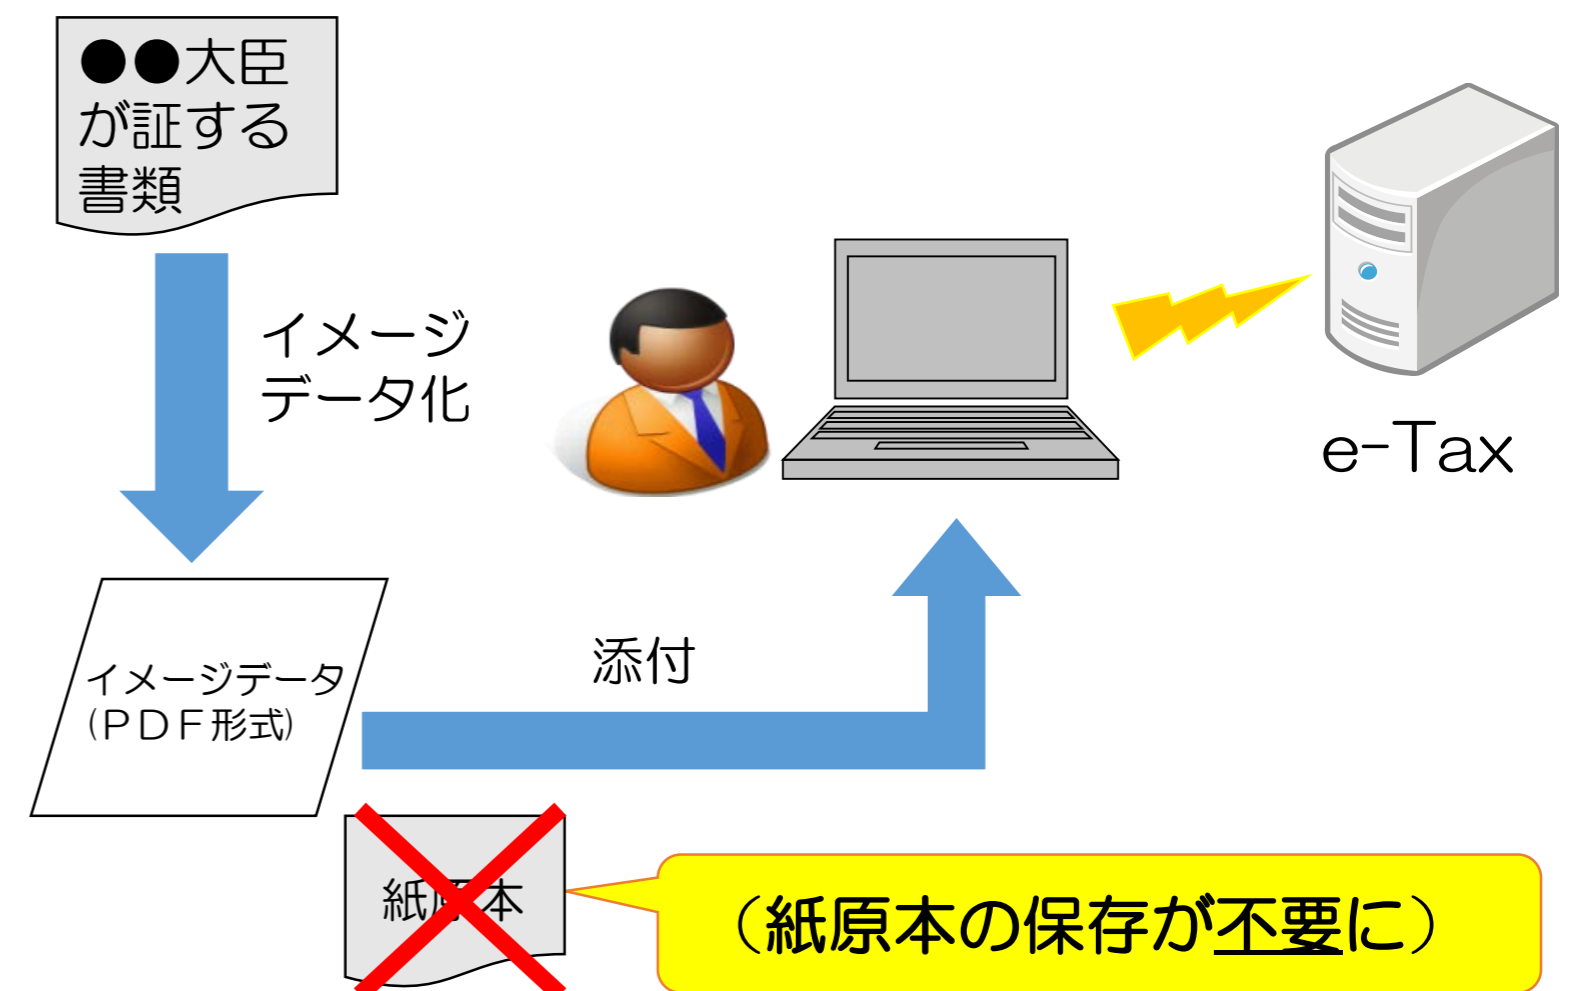 ●●大臣
が証する
書類
イメージ
データ化
e-Tax
添付
イメージデータ
(ＰＤＦ形式)
紙原本
（紙原本の保存が不要に）